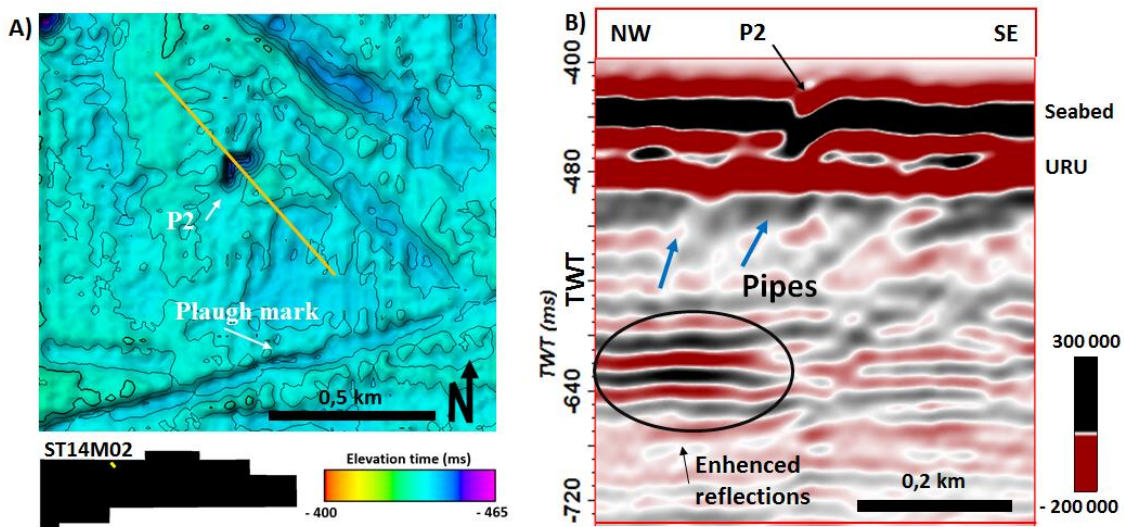 A)
P2
Plaugh mark
0,5 km
N
ST14M02
Elevation time (ms)
- 400
- 465
B)
NW
P2
SE
-400
-480
TWT
TWT (ms)
-640
-720
Seabed
URU
Pipes
Enhenced
reflections
0,2 km
300 000
- 200 000